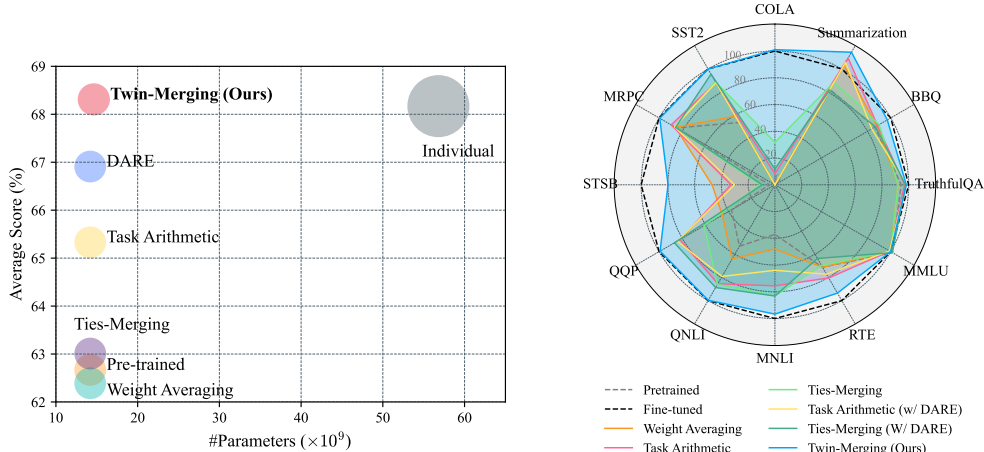 69
68
67
66
65
64
63
62
10
20
30
40
50
60
Average Score (%)
#Parameters (×10⁹)
Twin-Merging (Ours)
DARE
Task Arithmetic
Ties-Merging
Pre-trained
Weight Averaging
Individual
COLA
SST2
Summarization
MRPC
BBQ
STSB
TruthfulQA
QQP
MMLU
QNLI
RTE
MNLI
100
80
60
40
20
Pretrained
Fine-tuned
Weight Averaging
Task Arithmetic
Ties-Merging
Task Arithmetic (w/ DARE)
Ties-Merging (W/ DARE)
Twin-Merging (Ours)